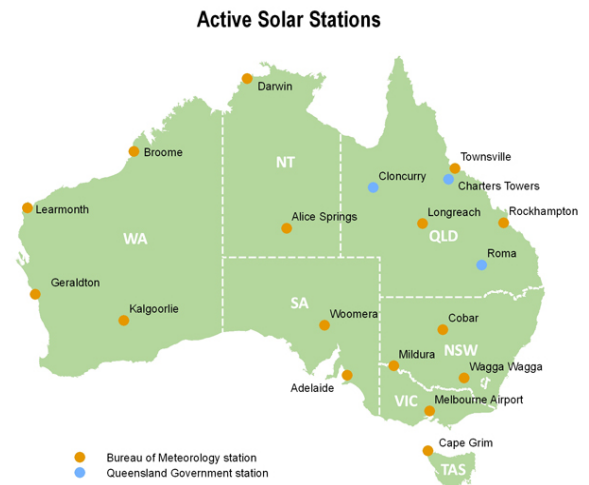 Active Solar Stations
Darwin
Broome
NT
Townsville
Cloncurry
Charters Towers
Learmonth
Alice Springs
Longreach
Rockhampton
WA
QLD
Roma
Geraldton
Kalgoorlie
SA
Woomera
Cobar
NSW
Mildura
Wagga Wagga
Adelaide
VIC
Melbourne Airport
Cape Grim
Bureau of Meteorology station
TAS
Queensland Government station